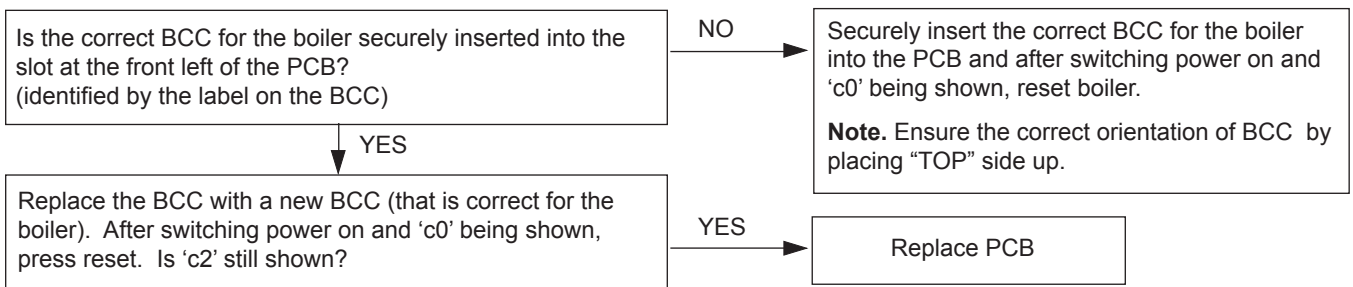 Is the correct BCC for the boiler securely inserted into the
slot at the front left of the PCB?
(identified by the label on the BCC)
NO
Securely insert the correct BCC for the boiler
into the PCB and after switching power on and
‘c0’ being shown, reset boiler.
Note. Ensure the correct orientation of BCC by
placing “TOP” side up.
YES
Replace the BCC with a new BCC (that is correct for the
boiler). After switching power on and ‘c0’ being shown,
press reset. Is ‘c2’ still shown?
YES
Replace PCB